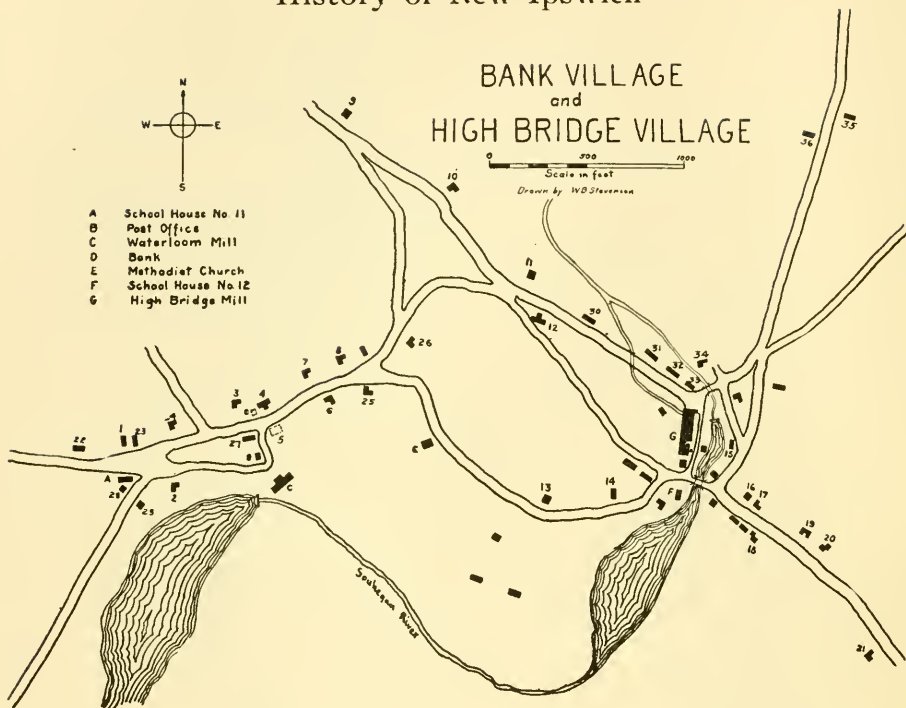 History of New Ipswich
BANK VILLAGE
and
HIGH BRIDGE VILLAGE
0 500 1000
Scale in feet
Drawn by W.B Stevenson
N
W E
S
A School House No. 11
B Post Office
C Waterloom Mill
D Bank
E Methodist Church
F School House No. 12
G High Bridge Mill
9
10
11
12
30
31
32
33
34
35
36
26
7
8
3
4
5
6
25
27
22
1
23
A
2
C
E
13
14
F
G
15
16
17
18
19
20
21
Souhegan River